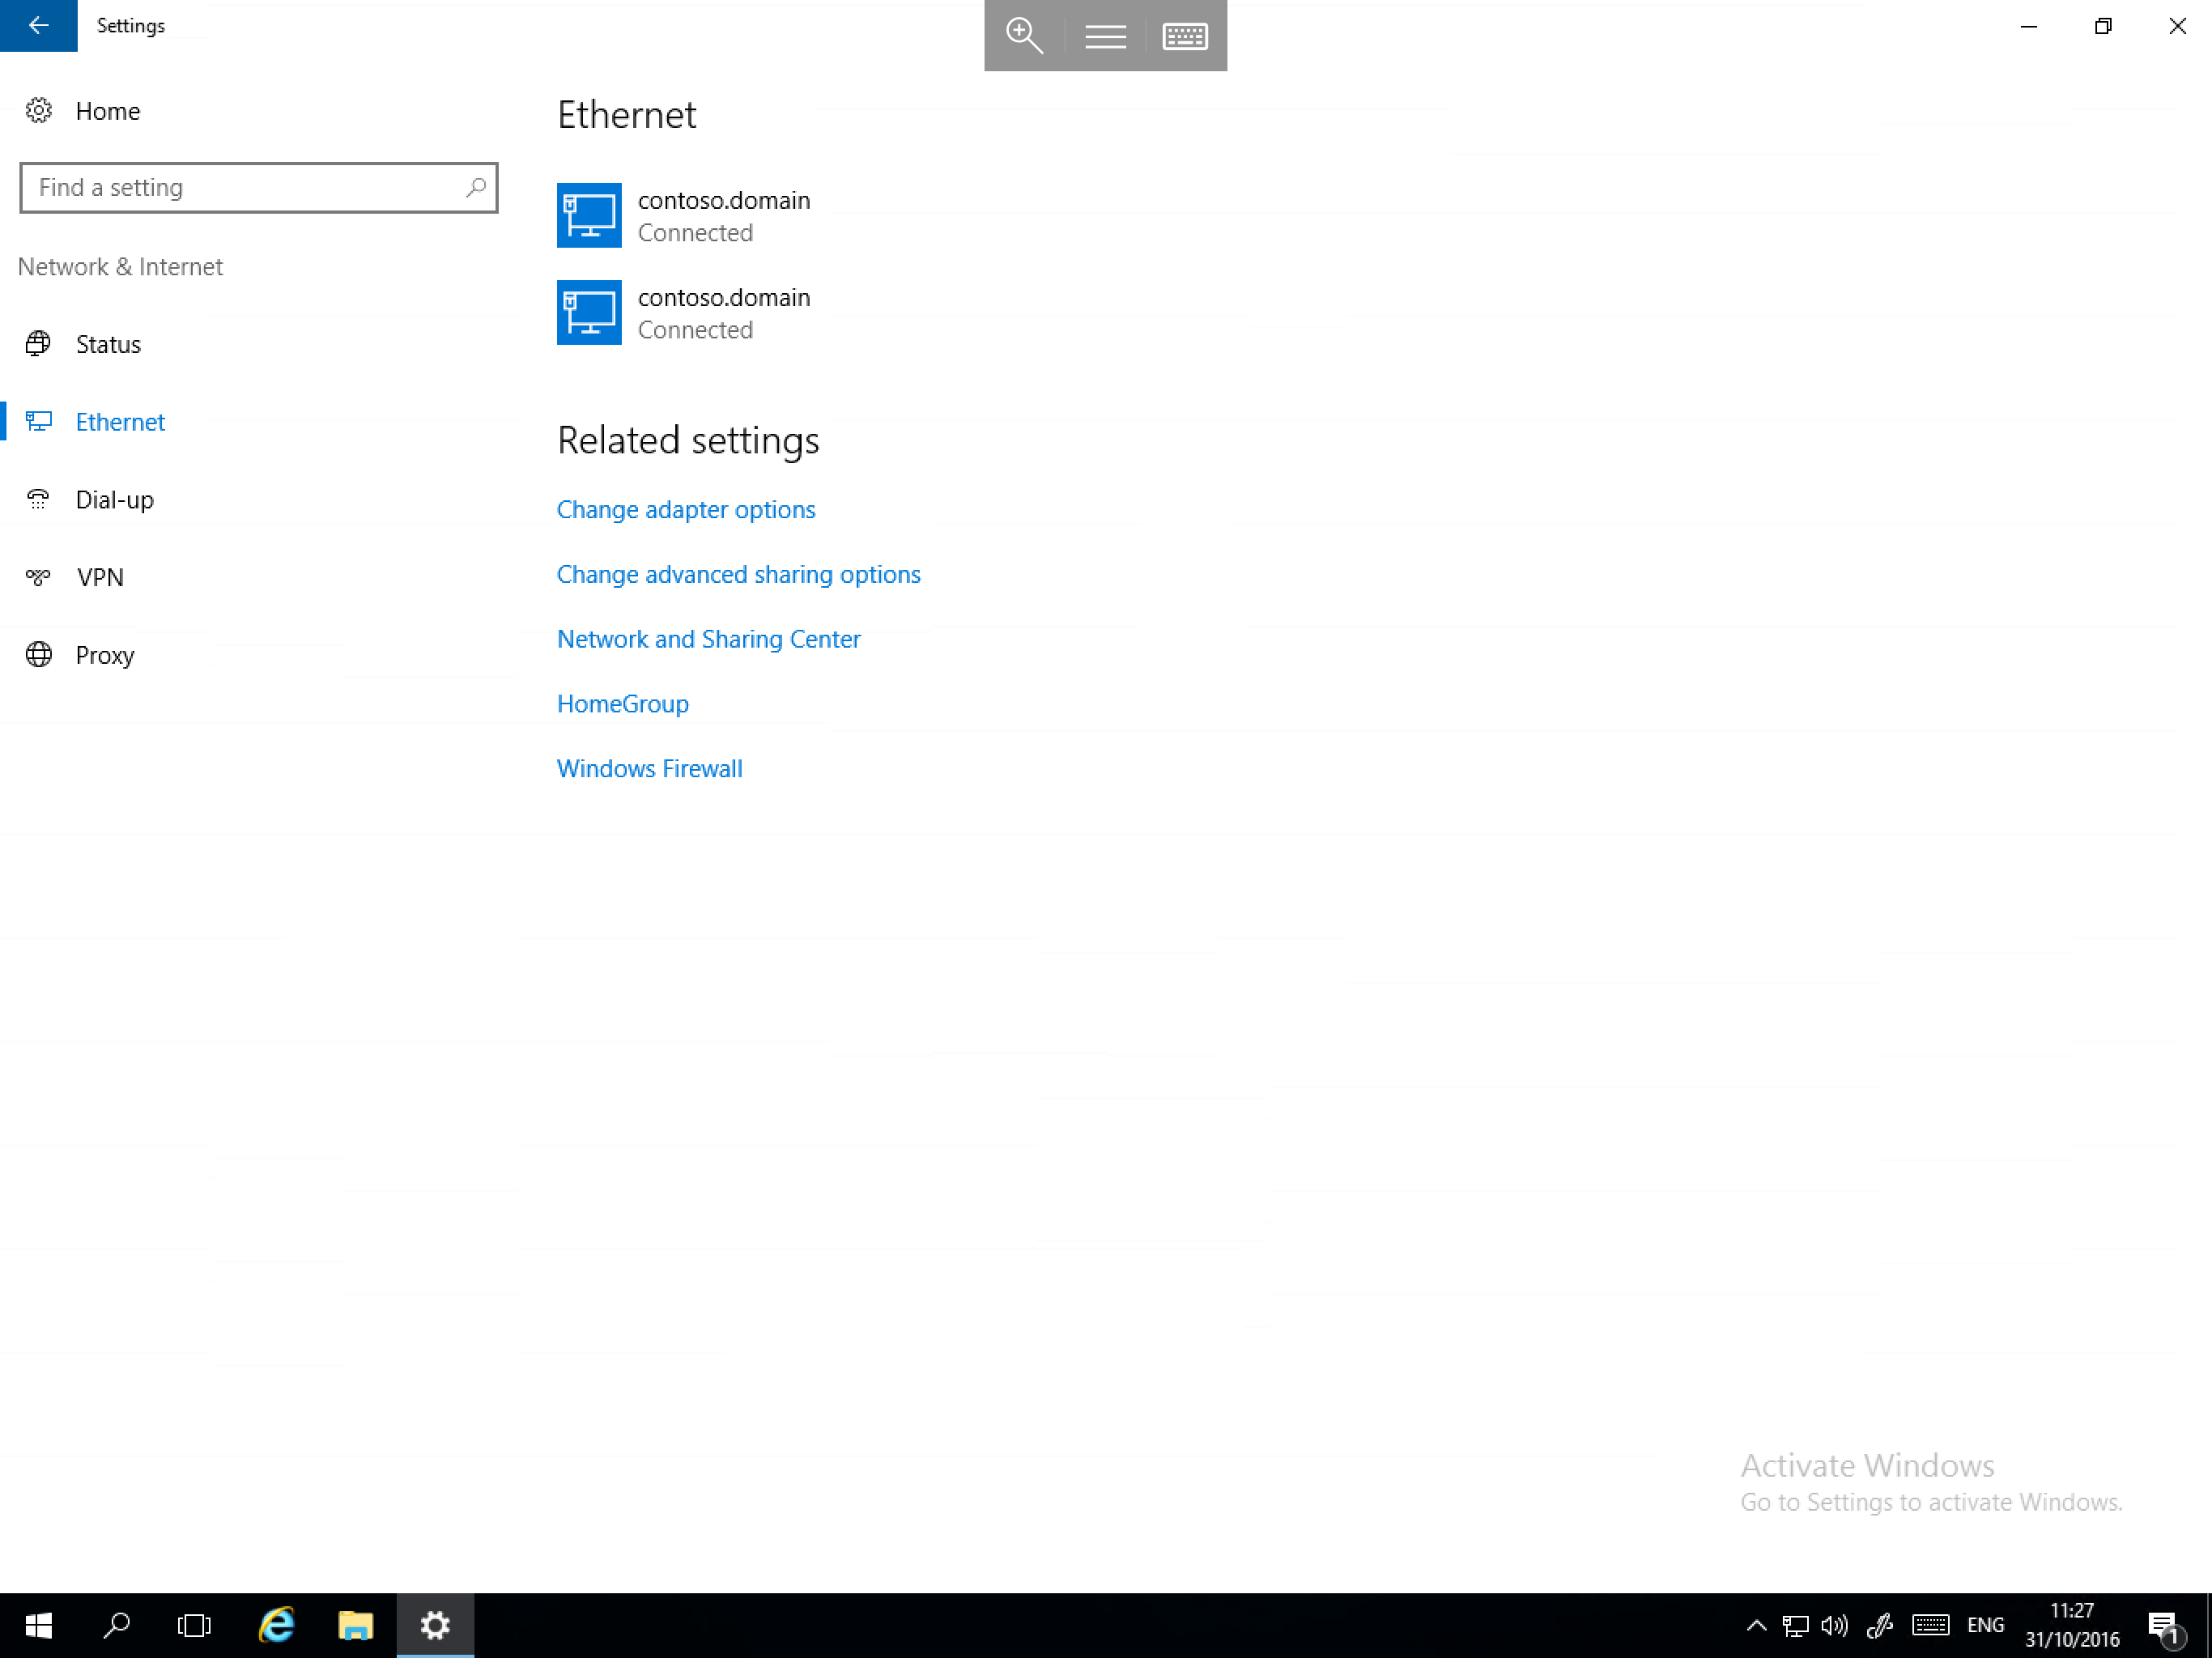 Settings
Home
Find a setting
Network & Internet
Status
Ethernet
Dial-up
VPN
Proxy
Ethernet
contoso.domain
Connected
contoso.domain
Connected
Related settings
Change adapter options
Change advanced sharing options
Network and Sharing Center
HomeGroup
Windows Firewall
Activate Windows
Go to Settings to activate Windows.
ENG
11:27
31/10/2016
1